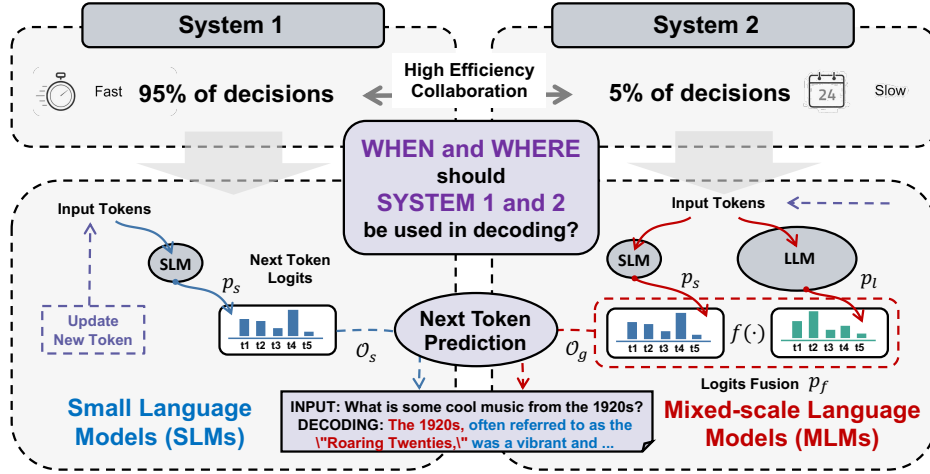 System 1
System 2
Fast
95% of decisions
High Efficiency
Collaboration
5% of decisions
24
Slow
WHEN and WHERE
should
SYSTEM 1 and 2
be used in decoding?
Input Tokens
SLM
p_s
Next Token
Logits
Update
New Token
t1 t2 t3 t4 t5
O_s
Next Token
Prediction
O_g
Input Tokens
SLM
LLM
p_s
p_l
t1 t2 t3 t4 t5
f(·)
t1 t2 t3 t4 t5
Logits Fusion p_f
Small Language
Models (SLMs)
INPUT: What is some cool music from the 1920s?
DECODING: The 1920s, often referred to as the
\"Roaring Twenties,\" was a vibrant and ...
Mixed-scale Language
Models (MLMs)